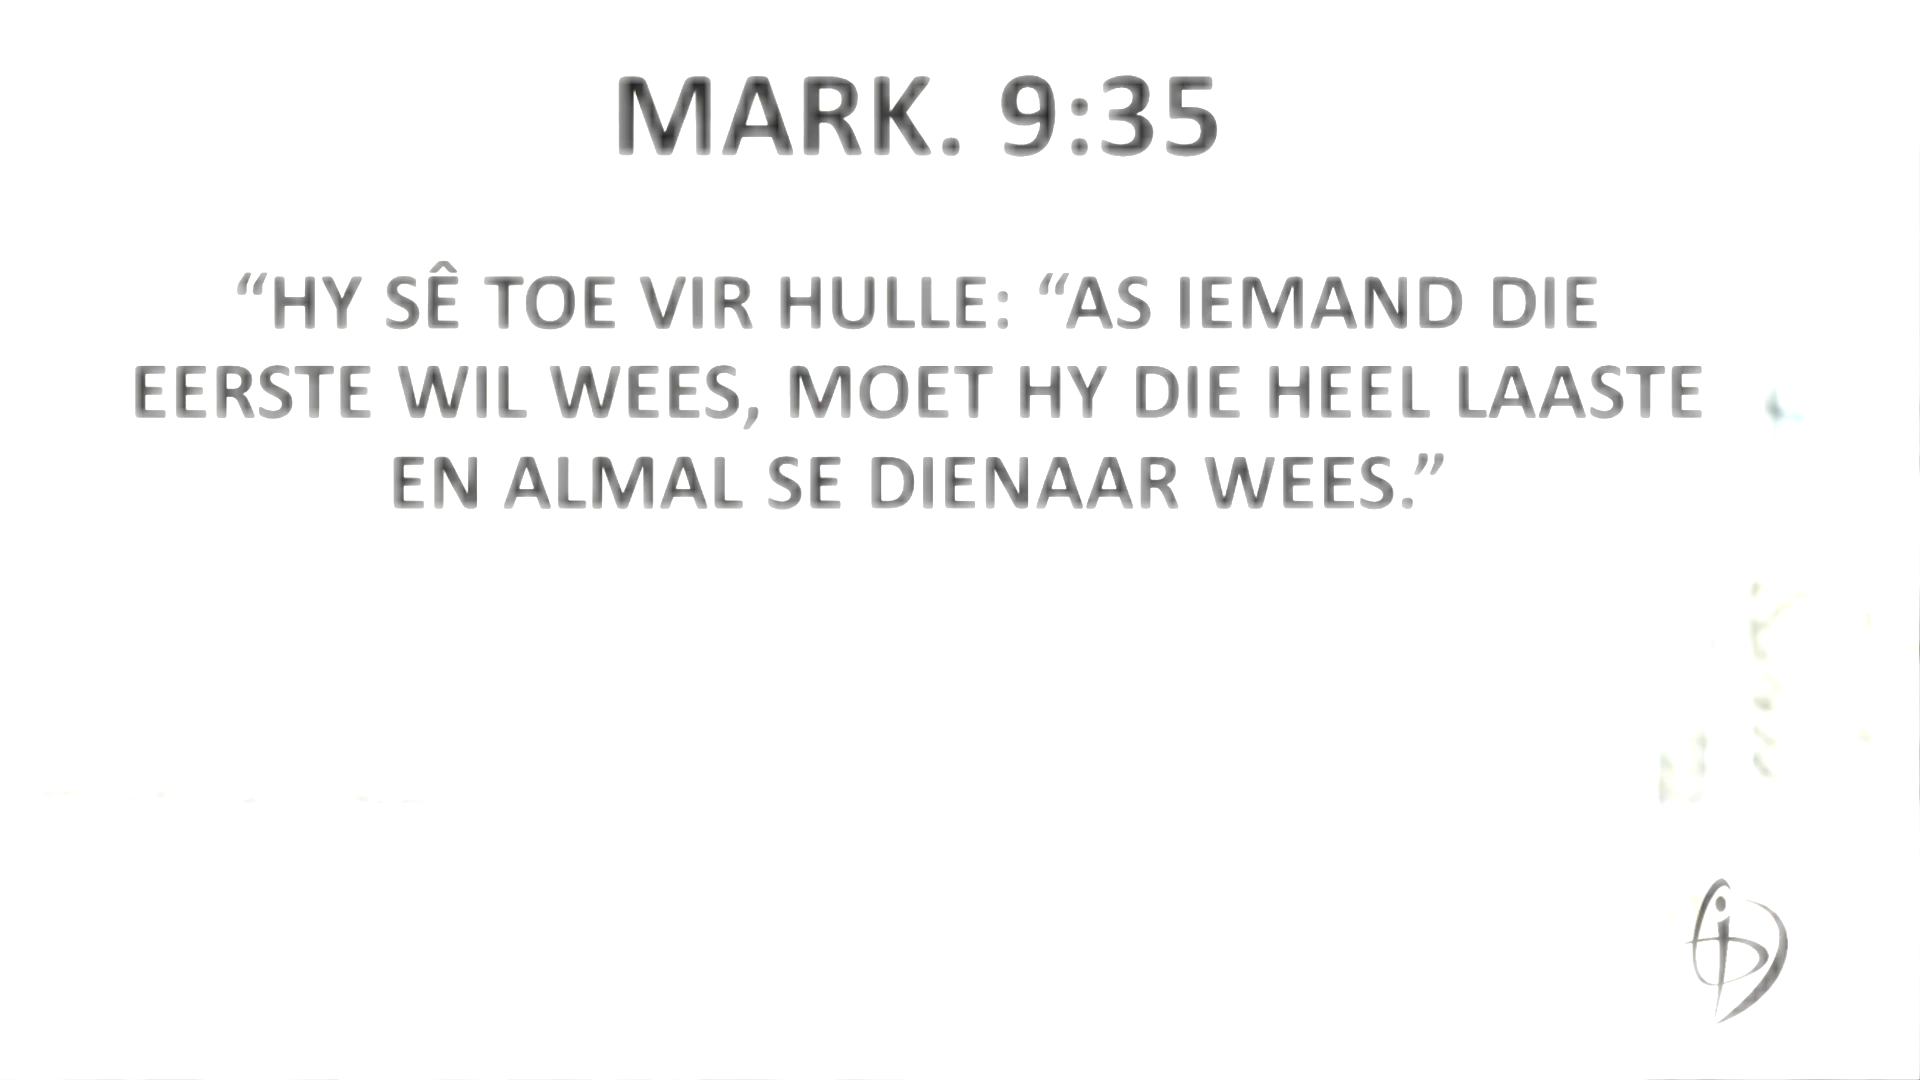 MARK. 9:35
“HY SÊ TOE VIR HULLE: “AS IEMAND DIE
EERSTE WIL WEES, MOET HY DIE HEEL LAASTE
EN ALMAL SE DIENAAR WEES.”